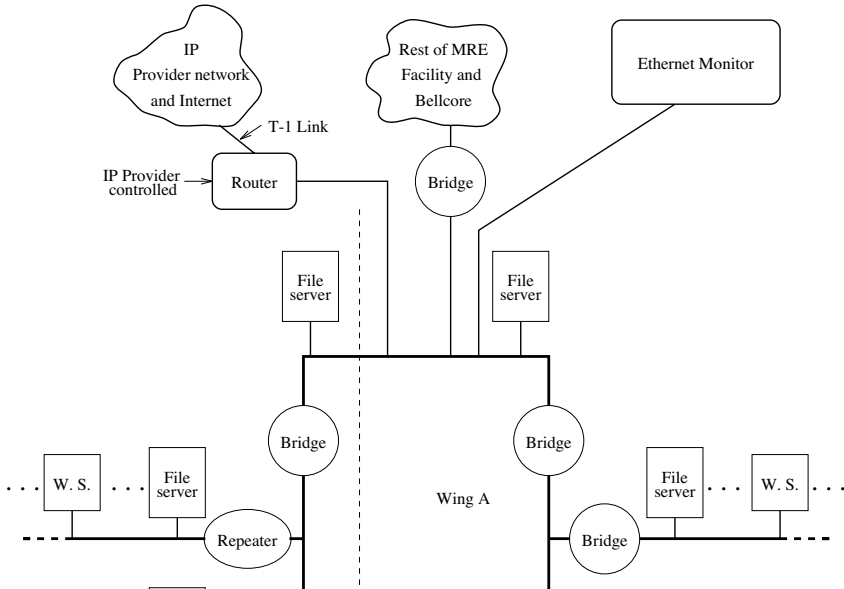 IP
Provider network
and Internet
Rest of MRE
Facility and
Bellcore
Ethernet Monitor
T-1 Link
IP Provider
controlled
Router
Bridge
File
server
File
server
Bridge
Bridge
. . .
W. S.
. . .
File
server
Wing A
File
server
. . .
W. S.
. . .
Repeater
Bridge